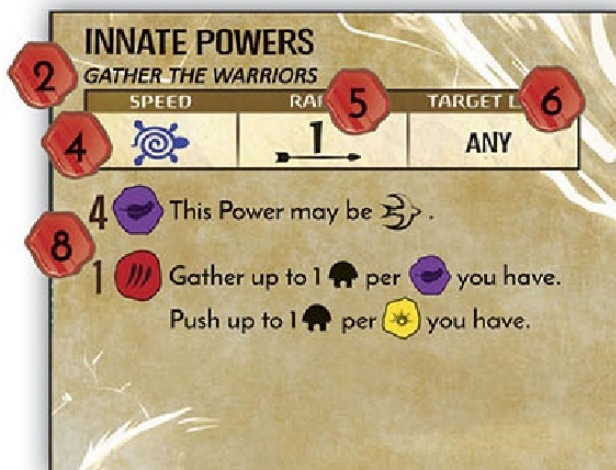 INNATE POWERS
2
GATHER THE WARRIORS
SPEED
5
6
TARGET
4
1
ANY
4 This Power may be .
8
1 Gather up to 1 per you have.
Push up to 1 per you have.